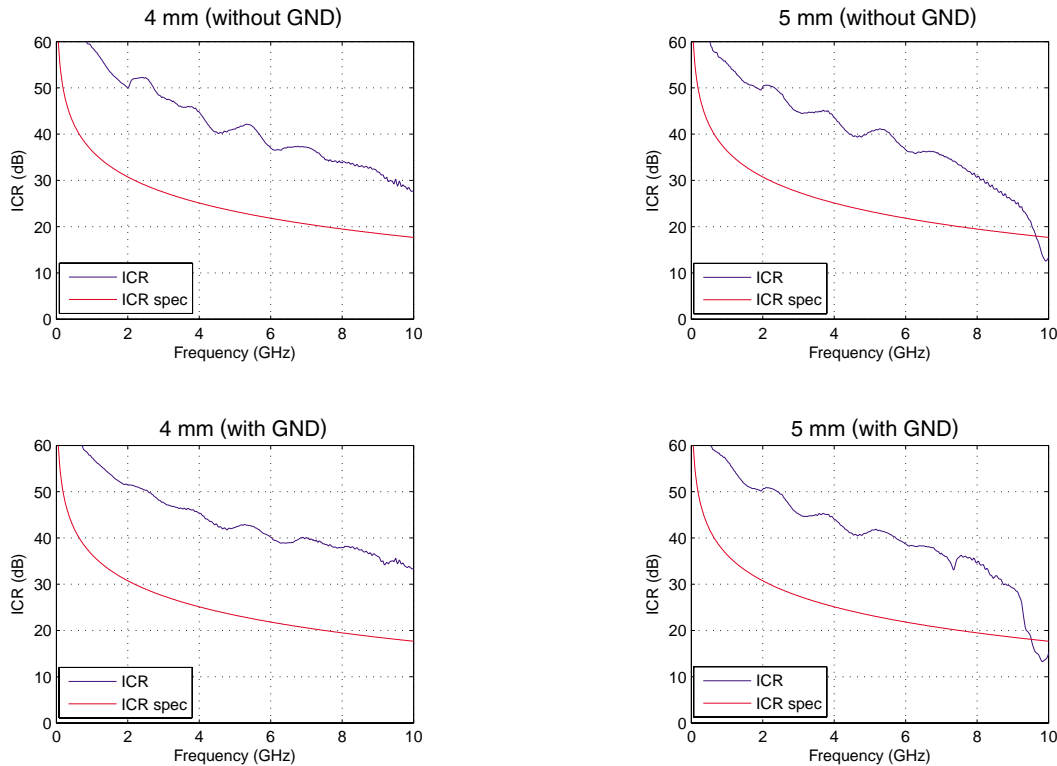 4 mm (without GND)
60
50
40
30
20
10
0
ICR (dB)
ICR
ICR spec
0 2 4 6 8 10
Frequency (GHz)
5 mm (without GND)
60
50
40
30
20
10
0
ICR (dB)
ICR
ICR spec
0 2 4 6 8 10
Frequency (GHz)
4 mm (with GND)
60
50
40
30
20
10
0
ICR (dB)
ICR
ICR spec
0 2 4 6 8 10
Frequency (GHz)
5 mm (with GND)
60
50
40
30
20
10
0
ICR (dB)
ICR
ICR spec
0 2 4 6 8 10
Frequency (GHz)